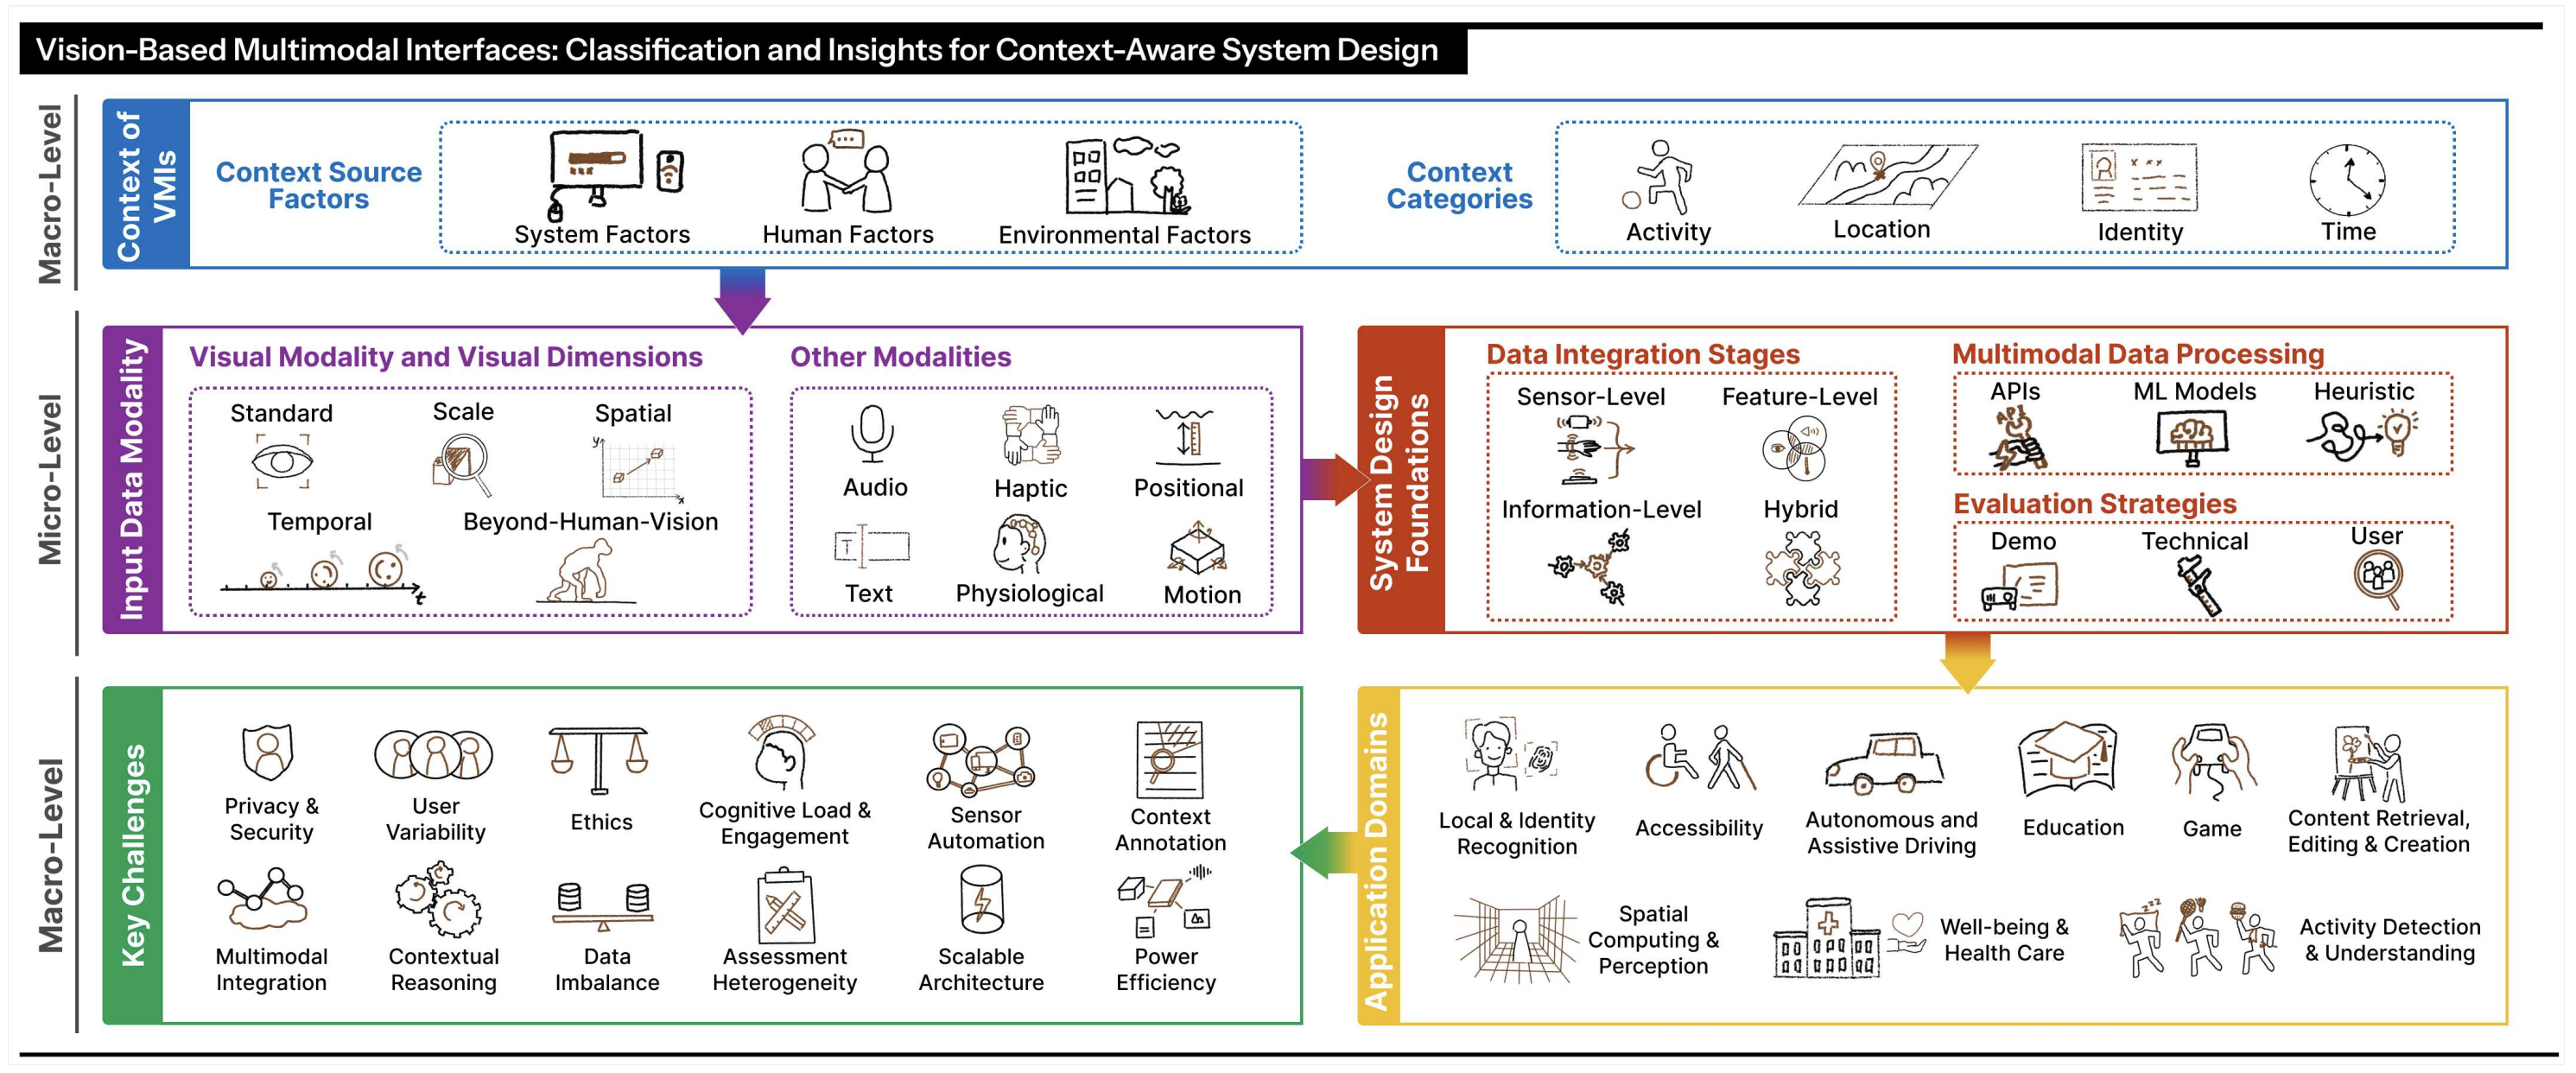 Vision-Based Multimodal Interfaces: Classification and Insights for Context-Aware System Design
Macro-Level
Context of
VMIs
Context Source
Factors
System Factors
Human Factors
Environmental Factors
Context
Categories
Activity
Location
Identity
Time
Micro-Level
Input Data Modality
Visual Modality and Visual Dimensions
Standard
Scale
Spatial
y
x
Temporal
t
Beyond-Human-Vision
Other Modalities
Audio
Haptic
Positional
T
Text
Physiological
Motion
System Design
Foundations
Data Integration Stages
Sensor-Level
Feature-Level
Information-Level
Hybrid
Multimodal Data Processing
APIs
API
ML Models
Heuristic
Evaluation Strategies
Demo
Technical
User
Macro-Level
Key Challenges
Privacy &
Security
User
Variability
Ethics
Cognitive Load &
Engagement
Sensor
Automation
Context
Annotation
Multimodal
Integration
Contextual
Reasoning
Data
Imbalance
Assessment
Heterogeneity
Scalable
Architecture
Power
Efficiency
Application Domains
Local & Identity
Recognition
Accessibility
Autonomous and
Assistive Driving
Education
Game
Content Retrieval,
Editing & Creation
Spatial
Computing &
Perception
Well-being &
Health Care
zzz
Activity Detection
& Understanding